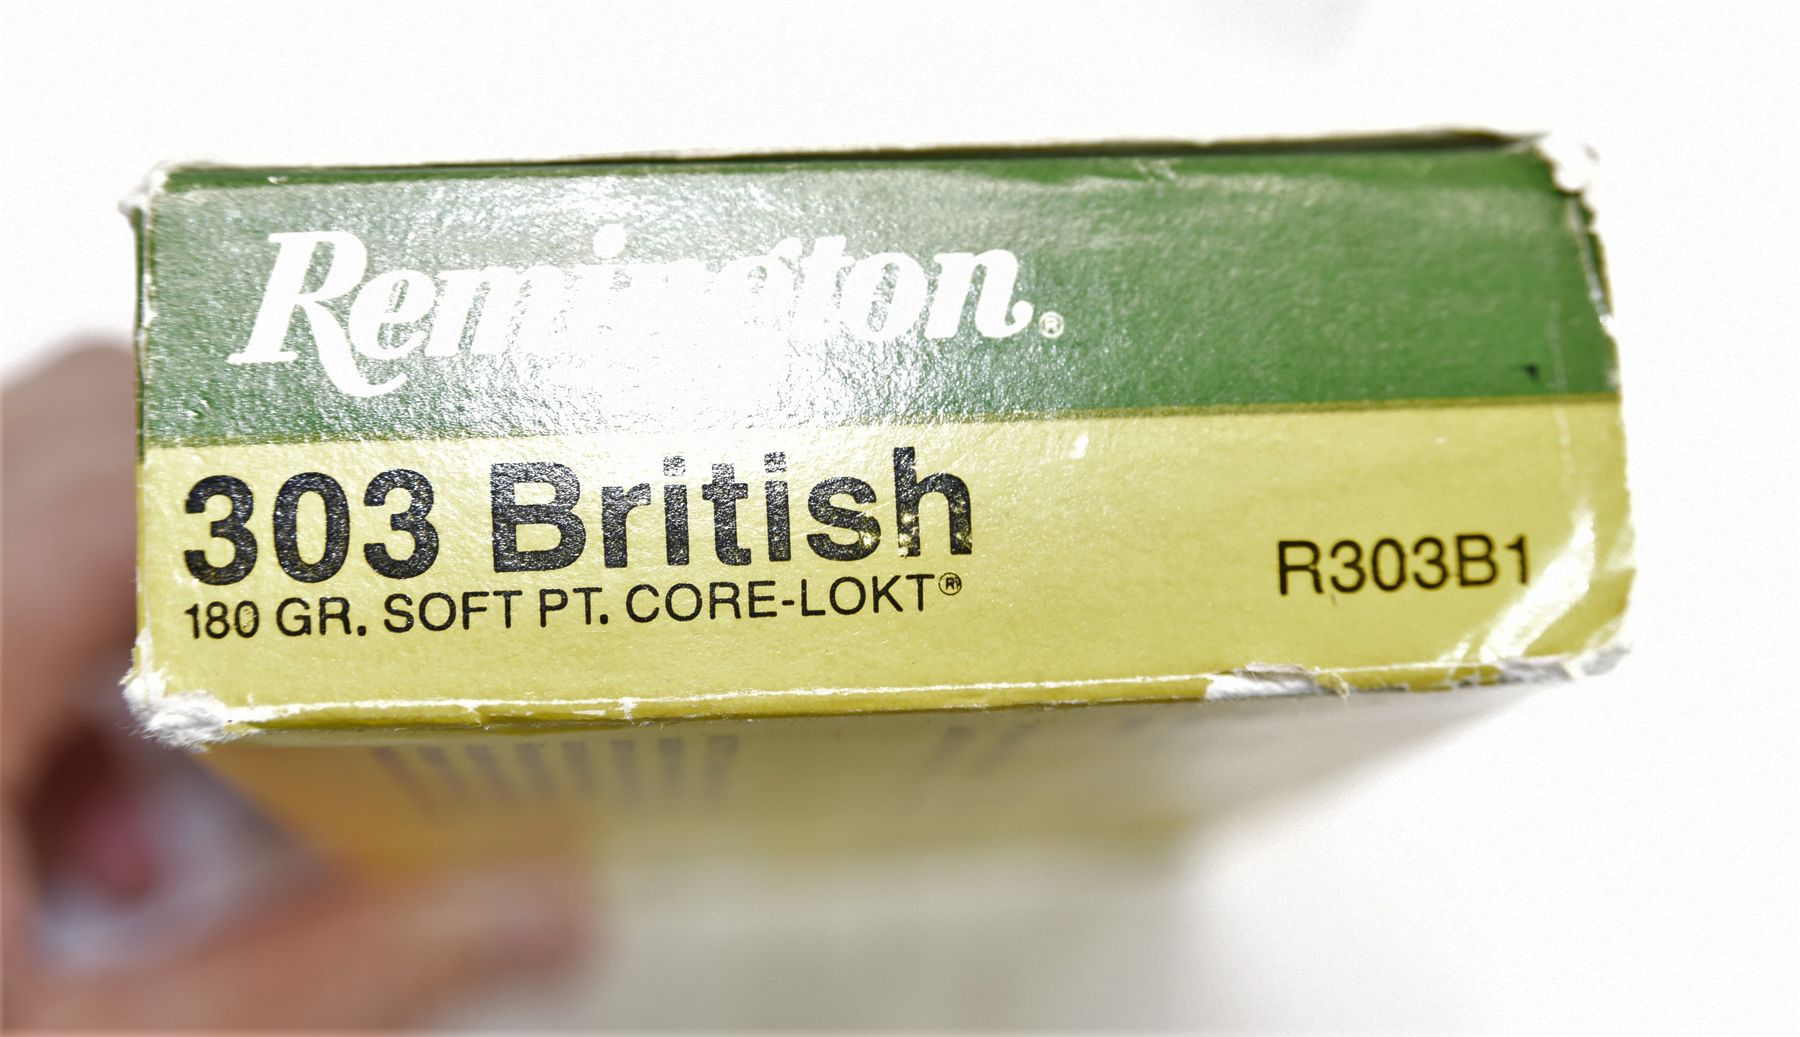 Remington®
303 British
180 GR. SOFT PT. CORE-LOKT®
R303B1